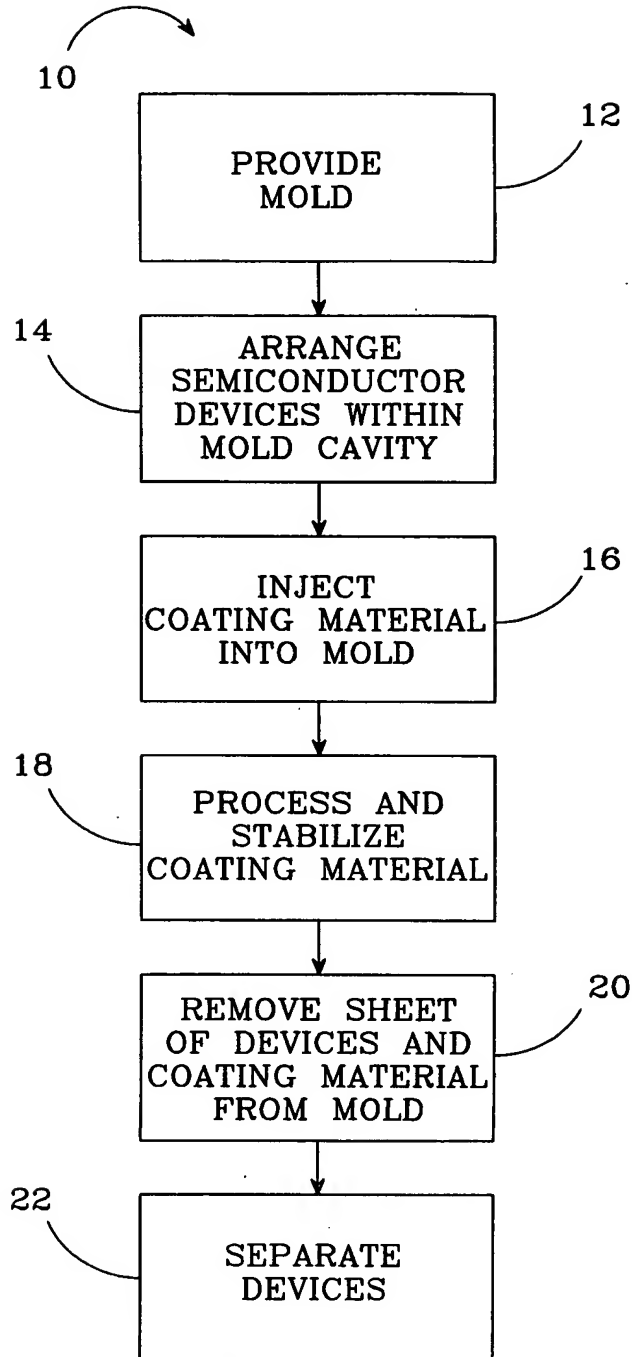 10
12
PROVIDE
MOLD
14
ARRANGE
SEMICONDUCTOR
DEVICES WITHIN
MOLD CAVITY
16
INJECT
COATING MATERIAL
INTO MOLD
18
PROCESS AND
STABILIZE
COATING MATERIAL
20
REMOVE SHEET
OF DEVICES AND
COATING MATERIAL
FROM MOLD
22
SEPARATE
DEVICES